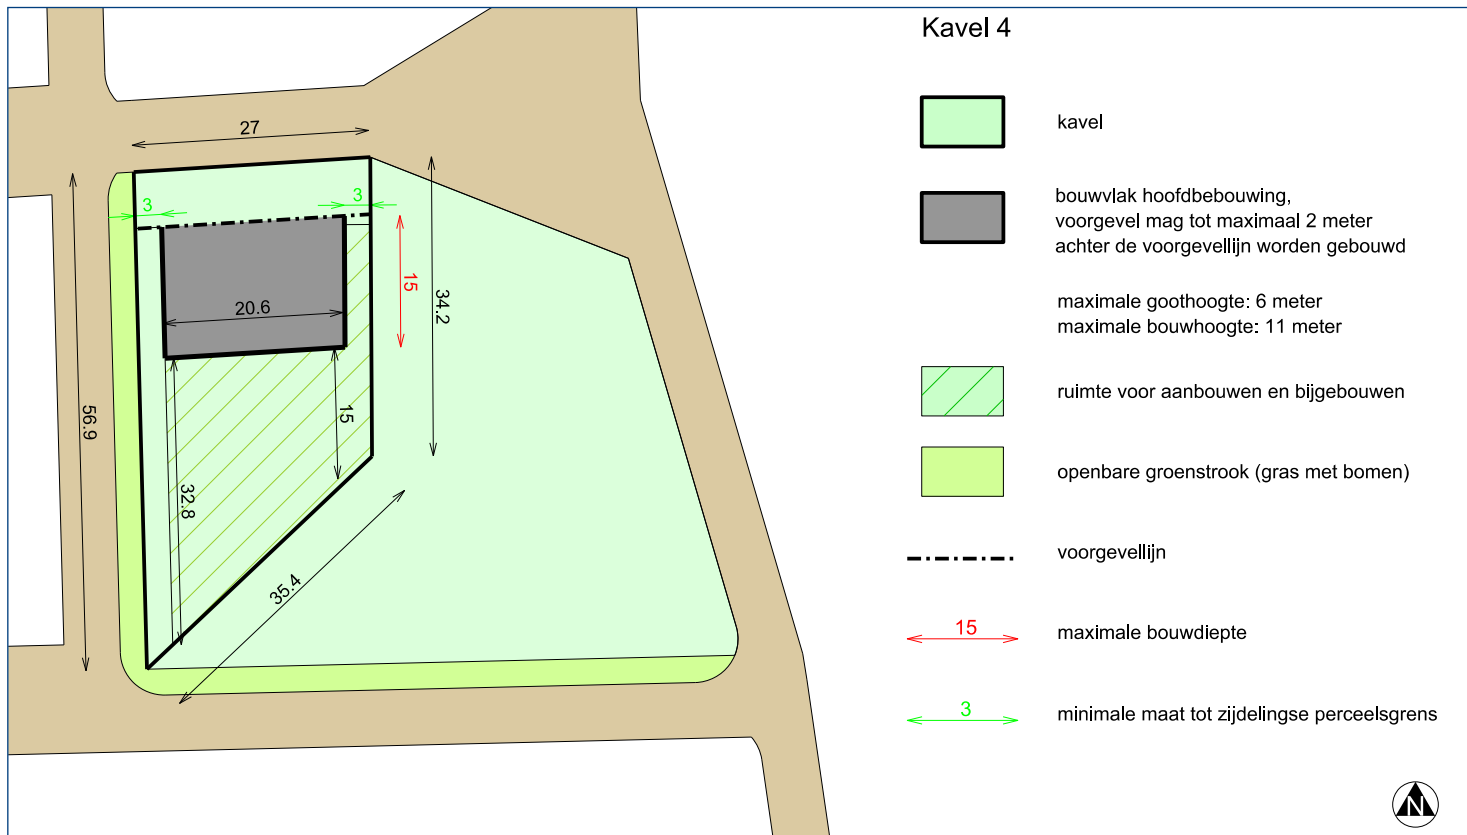 Kavel 4
kavel
bouwvlak hoofdbebouwing,
voorgevel mag tot maximaal 2 meter
achter de voorgevellijn worden gebouwd
maximale goothoogte: 6 meter
maximale bouwhoogte: 11 meter
ruimte voor aanbouwen en bijgebouwen
openbare groenstrook (gras met bomen)
voorgevellijn
15
maximale bouwdiepte
3
minimale maat tot zijdelingse perceelsgrens
N
27
3
3
15
34.2
20.6
56.9
15
32.8
35.4